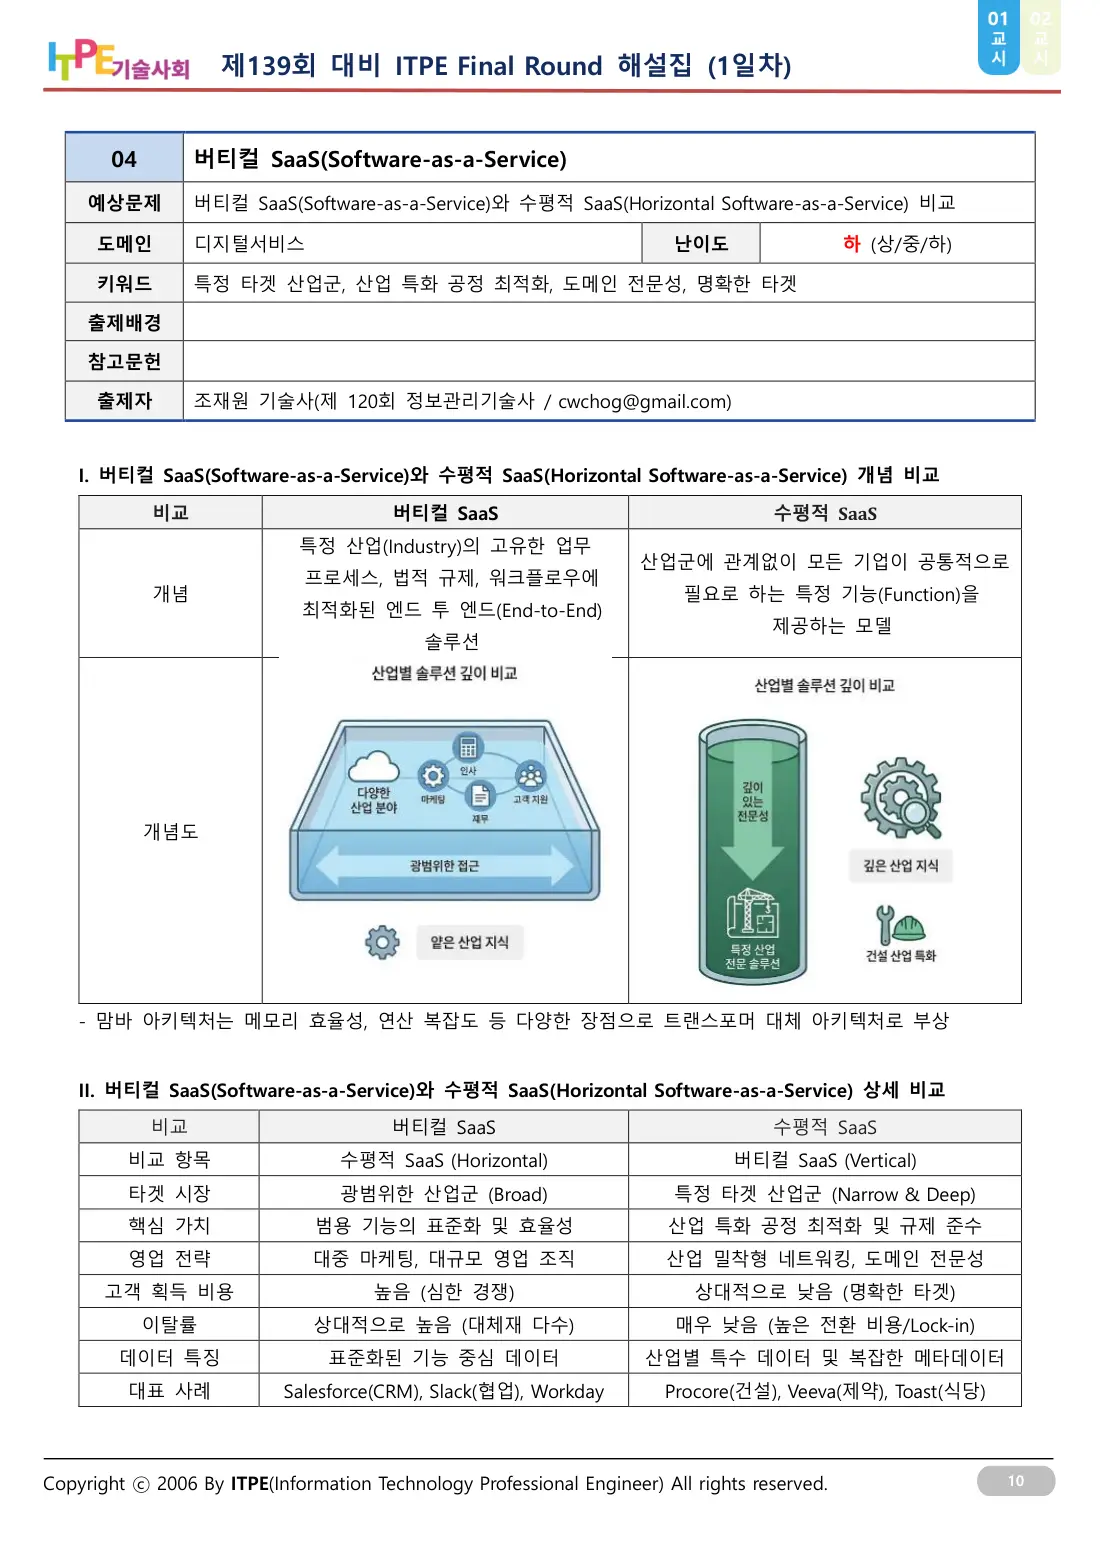 01
교
시
02
교
시
ITPE기술사회 제139회 대비 ITPE Final Round 해설집 (1일차)
04 버티컬 SaaS(Software-as-a-Service)
예상문제 버티컬 SaaS(Software-as-a-Service)와 수평적 SaaS(Horizontal Software-as-a-Service) 비교
도메인 디지털서비스 난이도 하 (상/중/하)
키워드 특정 타겟 산업군, 산업 특화 공정 최적화, 도메인 전문성, 명확한 타겟
출제배경
참고문헌
출제자 조재원 기술사(제 120회 정보관리기술사 / cwchog@gmail.com)
I. 버티컬 SaaS(Software-as-a-Service)와 수평적 SaaS(Horizontal Software-as-a-Service) 개념 비교
비교 버티컬 SaaS 수평적 SaaS
개념
특정 산업(Industry)의 고유한 업무
프로세스, 법적 규제, 워크플로우에
최적화된 엔드 투 엔드(End-to-End)
솔루션
산업군에 관계없이 모든 기업이 공통적으로
필요로 하는 특정 기능(Function)을
제공하는 모델
개념도
산업별 솔루션 깊이 비교
다양한
산업 분야
인사
마케팅
재무
고객 지원
광범위한 접근
얕은 산업 지식
산업별 솔루션 깊이 비교
깊이
있는
전문성
특정 산업
전문 솔루션
깊은 산업 지식
건설 산업 특화
- 맘바 아키텍처는 메모리 효율성, 연산 복잡도 등 다양한 장점으로 트랜스포머 대체 아키텍처로 부상
II. 버티컬 SaaS(Software-as-a-Service)와 수평적 SaaS(Horizontal Software-as-a-Service) 상세 비교
비교 버티컬 SaaS 수평적 SaaS
비교 항목 수평적 SaaS (Horizontal) 버티컬 SaaS (Vertical)
타겟 시장 광범위한 산업군 (Broad) 특정 타겟 산업군 (Narrow & Deep)
핵심 가치 범용 기능의 표준화 및 효율성 산업 특화 공정 최적화 및 규제 준수
영업 전략 대중 마케팅, 대규모 영업 조직 산업 밀착형 네트워킹, 도메인 전문성
고객 획득 비용 높음 (심한 경쟁) 상대적으로 낮음 (명확한 타겟)
이탈률 상대적으로 높음 (대체재 다수) 매우 낮음 (높은 전환 비용/Lock-in)
데이터 특징 표준화된 기능 중심 데이터 산업별 특수 데이터 및 복잡한 메타데이터
대표 사례 Salesforce(CRM), Slack(협업), Workday Procore(건설), Veeva(제약), Toast(식당)
Copyright ⓒ 2006 By ITPE(Information Technology Professional Engineer) All rights reserved. 10